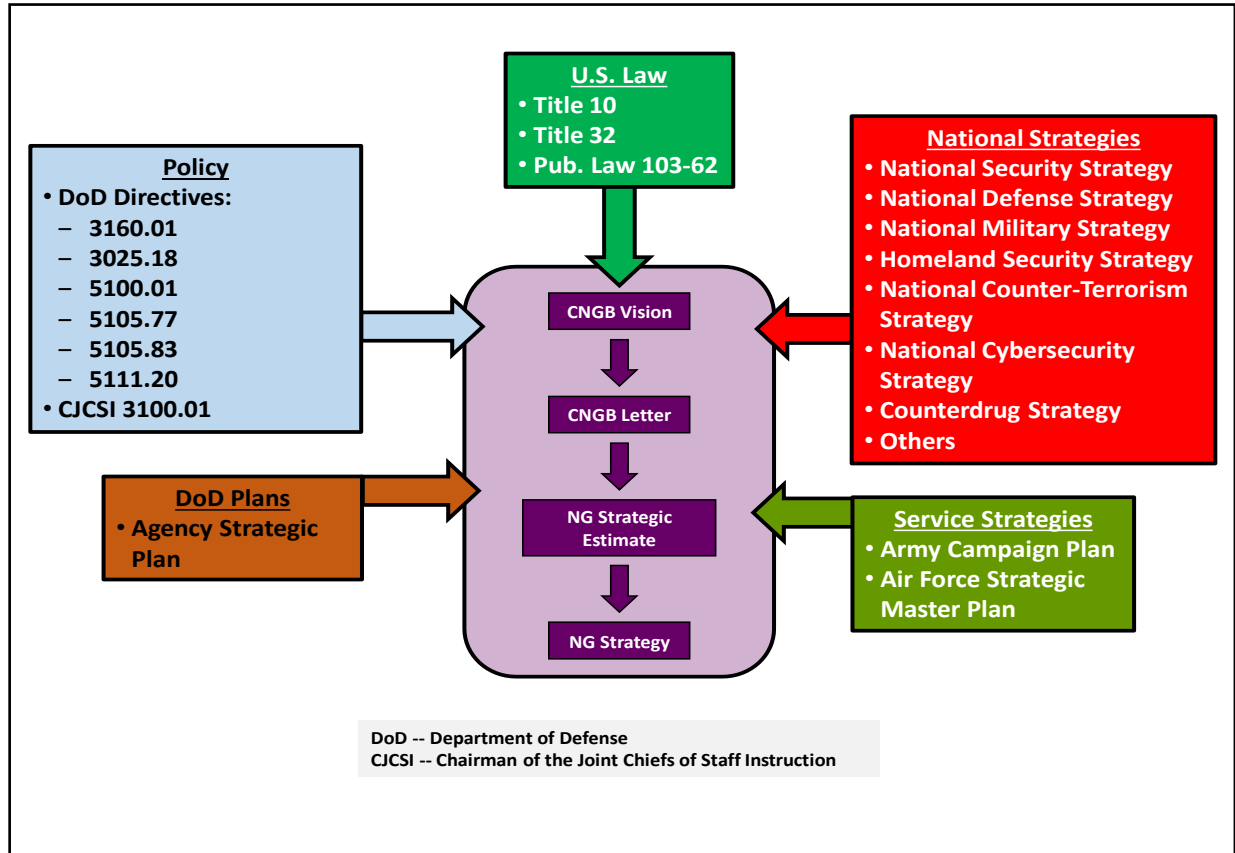 U.S. Law
• Title 10
• Title 32
• Pub. Law 103-62
Policy
• DoD Directives:
– 3160.01
– 3025.18
– 5100.01
– 5105.77
– 5105.83
– 5111.20
• CJCSI 3100.01
National Strategies
• National Security Strategy
• National Defense Strategy
• National Military Strategy
• Homeland Security Strategy
• National Counter-Terrorism
Strategy
• National Cybersecurity
Strategy
• Counterdrug Strategy
• Others
CNGB Vision
CNGB Letter
NG Strategic
Estimate
NG Strategy
DoD Plans
• Agency Strategic
Plan
Service Strategies
• Army Campaign Plan
• Air Force Strategic
Master Plan
DoD -- Department of Defense
CJCSI -- Chairman of the Joint Chiefs of Staff Instruction